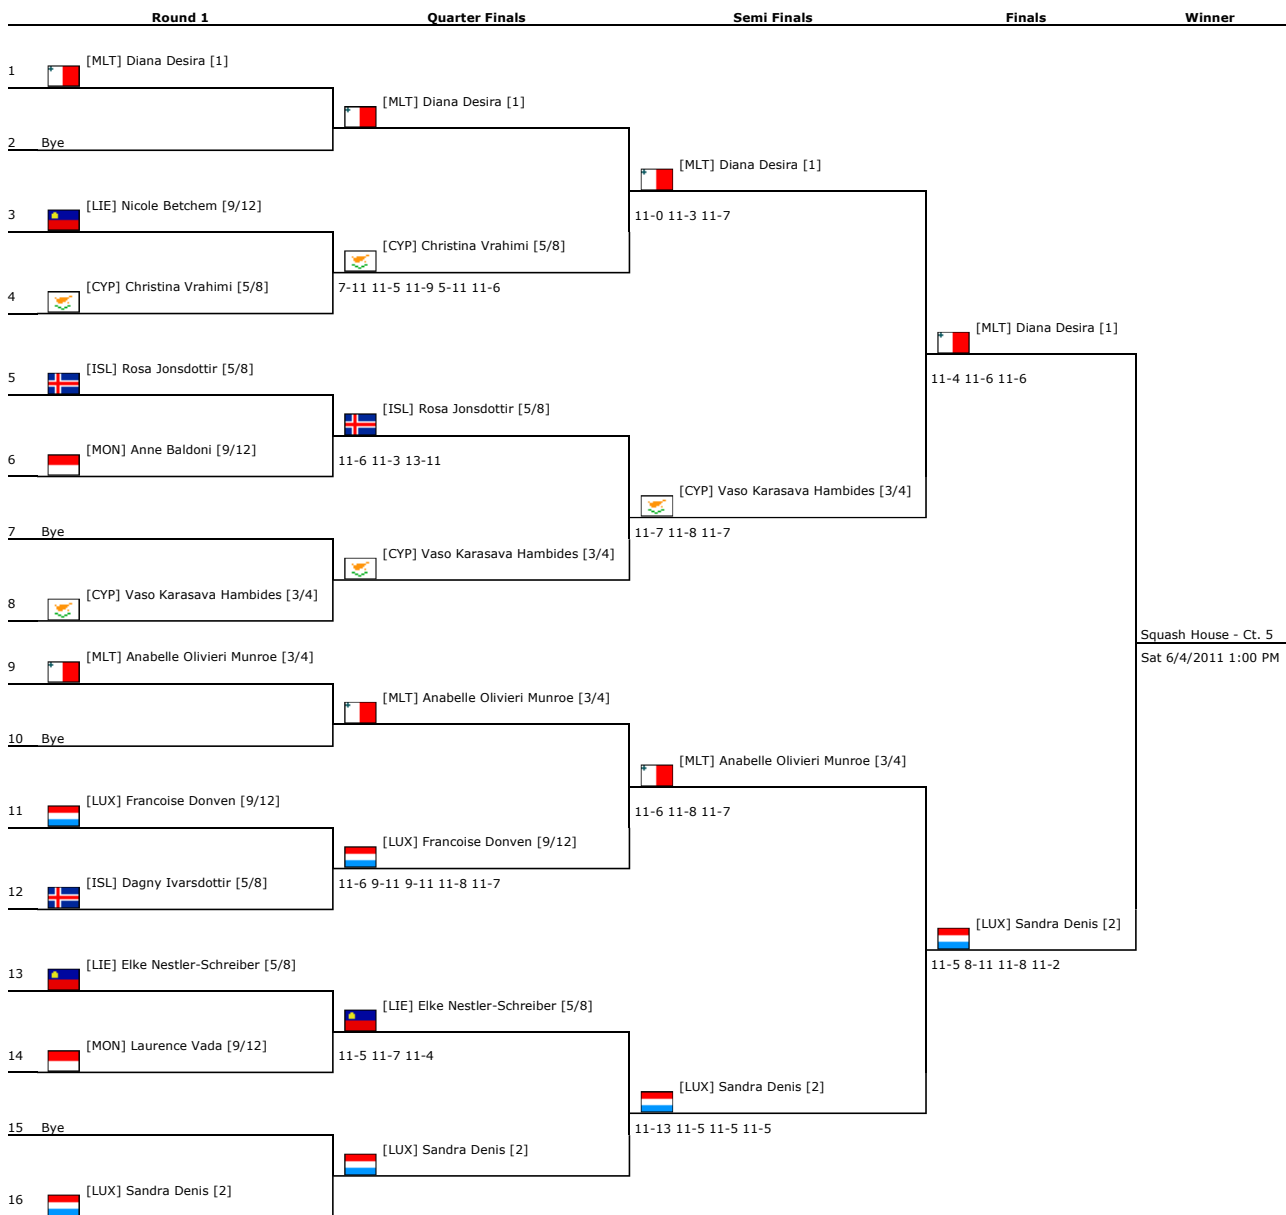 Round 1 Quarter Finals Semi Finals Finals Winner
1 [MLT] Diana Desira [1]
[MLT] Diana Desira [1]
2 Bye
[MLT] Diana Desira [1]
3 [LIE] Nicole Betchem [9/12]
11-0 11-3 11-7
[CYP] Christina Vrahimi [5/8]
4 [CYP] Christina Vrahimi [5/8]
7-11 11-5 11-9 5-11 11-6
[MLT] Diana Desira [1]
5 [ISL] Rosa Jonsdottir [5/8]
11-4 11-6 11-6
[ISL] Rosa Jonsdottir [5/8]
6 [MON] Anne Baldoni [9/12]
11-6 11-3 13-11
[CYP] Vaso Karasava Hambides [3/4]
7 Bye
11-7 11-8 11-7
[CYP] Vaso Karasava Hambides [3/4]
8 [CYP] Vaso Karasava Hambides [3/4]
Squash House - Ct. 5
Sat 6/4/2011 1:00 PM
9 [MLT] Anabelle Olivieri Munroe [3/4]
[MLT] Anabelle Olivieri Munroe [3/4]
10 Bye
[MLT] Anabelle Olivieri Munroe [3/4]
11 [LUX] Francoise Donven [9/12]
11-6 11-8 11-7
[LUX] Francoise Donven [9/12]
12 [ISL] Dagny Ivarsdottir [5/8]
11-6 9-11 9-11 11-8 11-7
[LUX] Sandra Denis [2]
13 [LIE] Elke Nestler-Schreiber [5/8]
11-5 8-11 11-8 11-2
[LIE] Elke Nestler-Schreiber [5/8]
14 [MON] Laurence Vada [9/12]
11-5 11-7 11-4
[LUX] Sandra Denis [2]
15 Bye
11-13 11-5 11-5 11-5
[LUX] Sandra Denis [2]
16 [LUX] Sandra Denis [2]